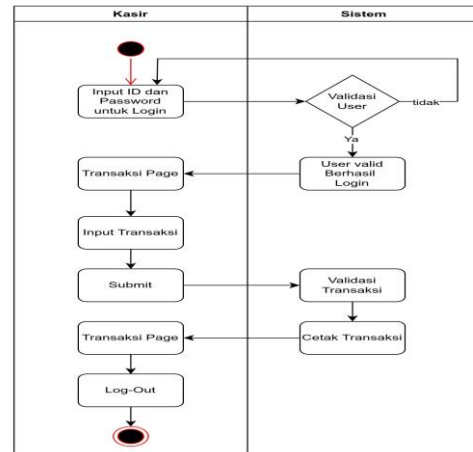 Kasir
Sistem
Input ID dan
Password
untuk Login
Validasi
User
tidak
Ya
Transaksi Page
User valid
Berhasil
Login
Input Transaksi
Submit
Validasi
Transaksi
Transaksi Page
Cetak Transaksi
Log-Out